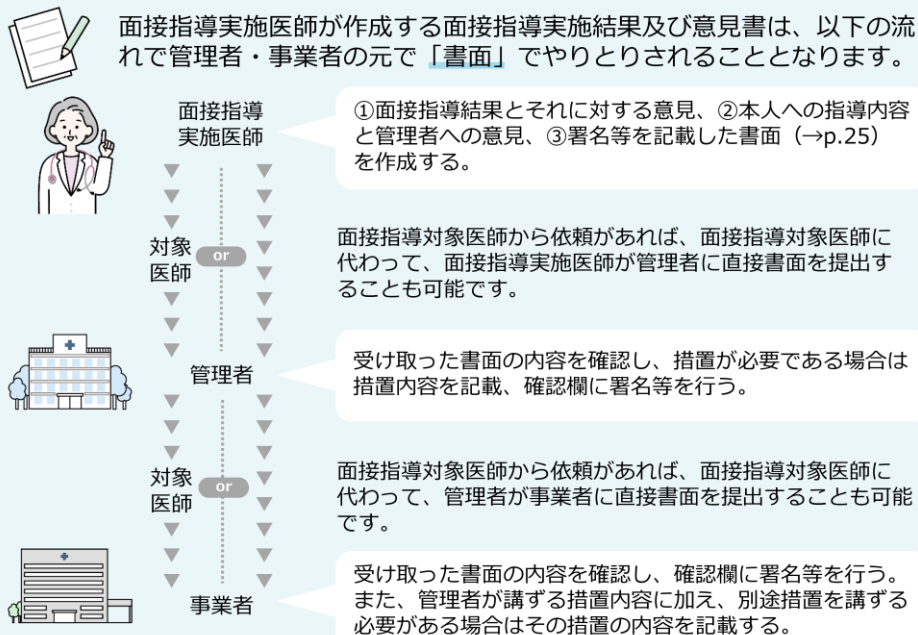 面接指導実施医師が作成する面接指導実施結果及び意見書は、以下の流
れで管理者・事業者の元で「書面」でやりとりされることとなります。
面接指導
実施医師
①面接指導結果とそれに対する意見、②本人への指導内容
と管理者への意見、③署名等を記載した書面（→p.25）
を作成する。
対象
医師
or
面接指導対象医師から依頼があれば、面接指導対象医師に
代わって、面接指導実施医師が管理者に直接書面を提出す
ることも可能です。
管理者
受け取った書面の内容を確認し、措置が必要である場合は
措置内容を記載、確認欄に署名等を行う。
対象
医師
or
面接指導対象医師から依頼があれば、面接指導対象医師に
代わって、管理者が事業者に直接書面を提出することも可能
です。
事業者
受け取った書面の内容を確認し、確認欄に署名等を行う。
また、管理者が講ずる措置内容に加え、別途措置を講ずる
必要がある場合はその措置の内容を記載する。